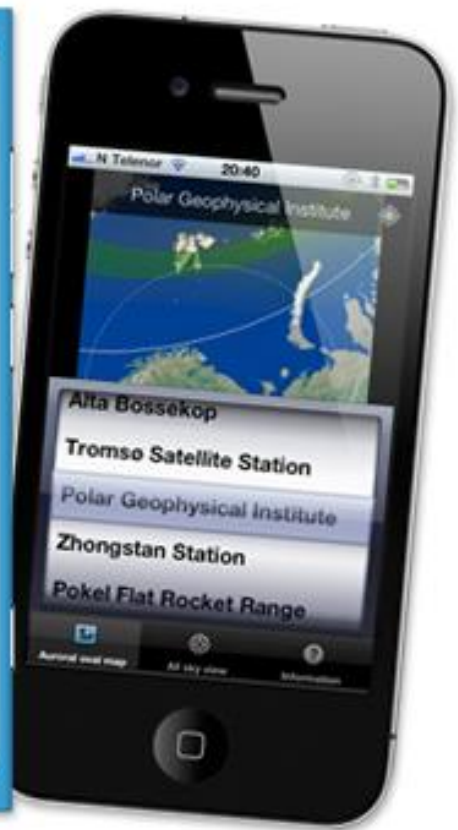 N Telenor 20:40
Polar Geophysical Institute
Alta Bossekop
Tromsø Satellite Station
Polar Geophysical Institute
Zhongstan Station
Pokel Flat Rocket Range
Auroral oval map All sky view Information